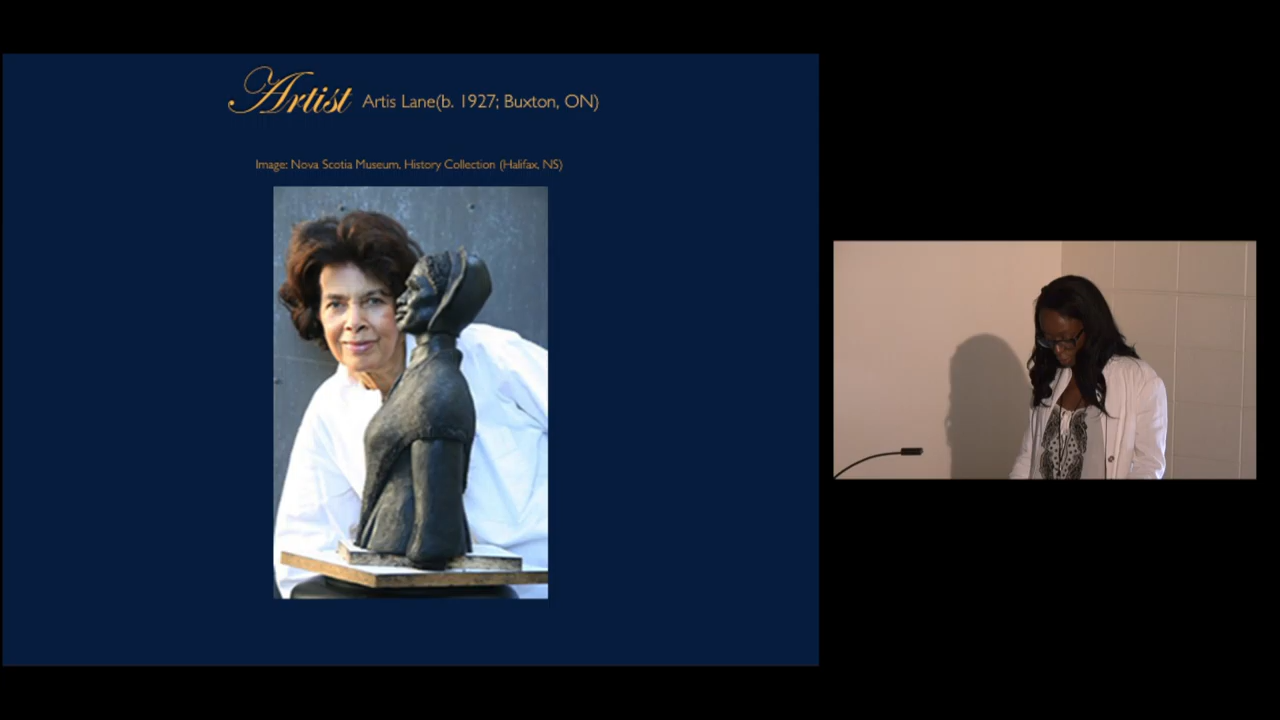 Artist Artis Lane(b. 1927; Buxton, ON)
Image: Nova Scotia Museum, History Collection (Halifax, NS)